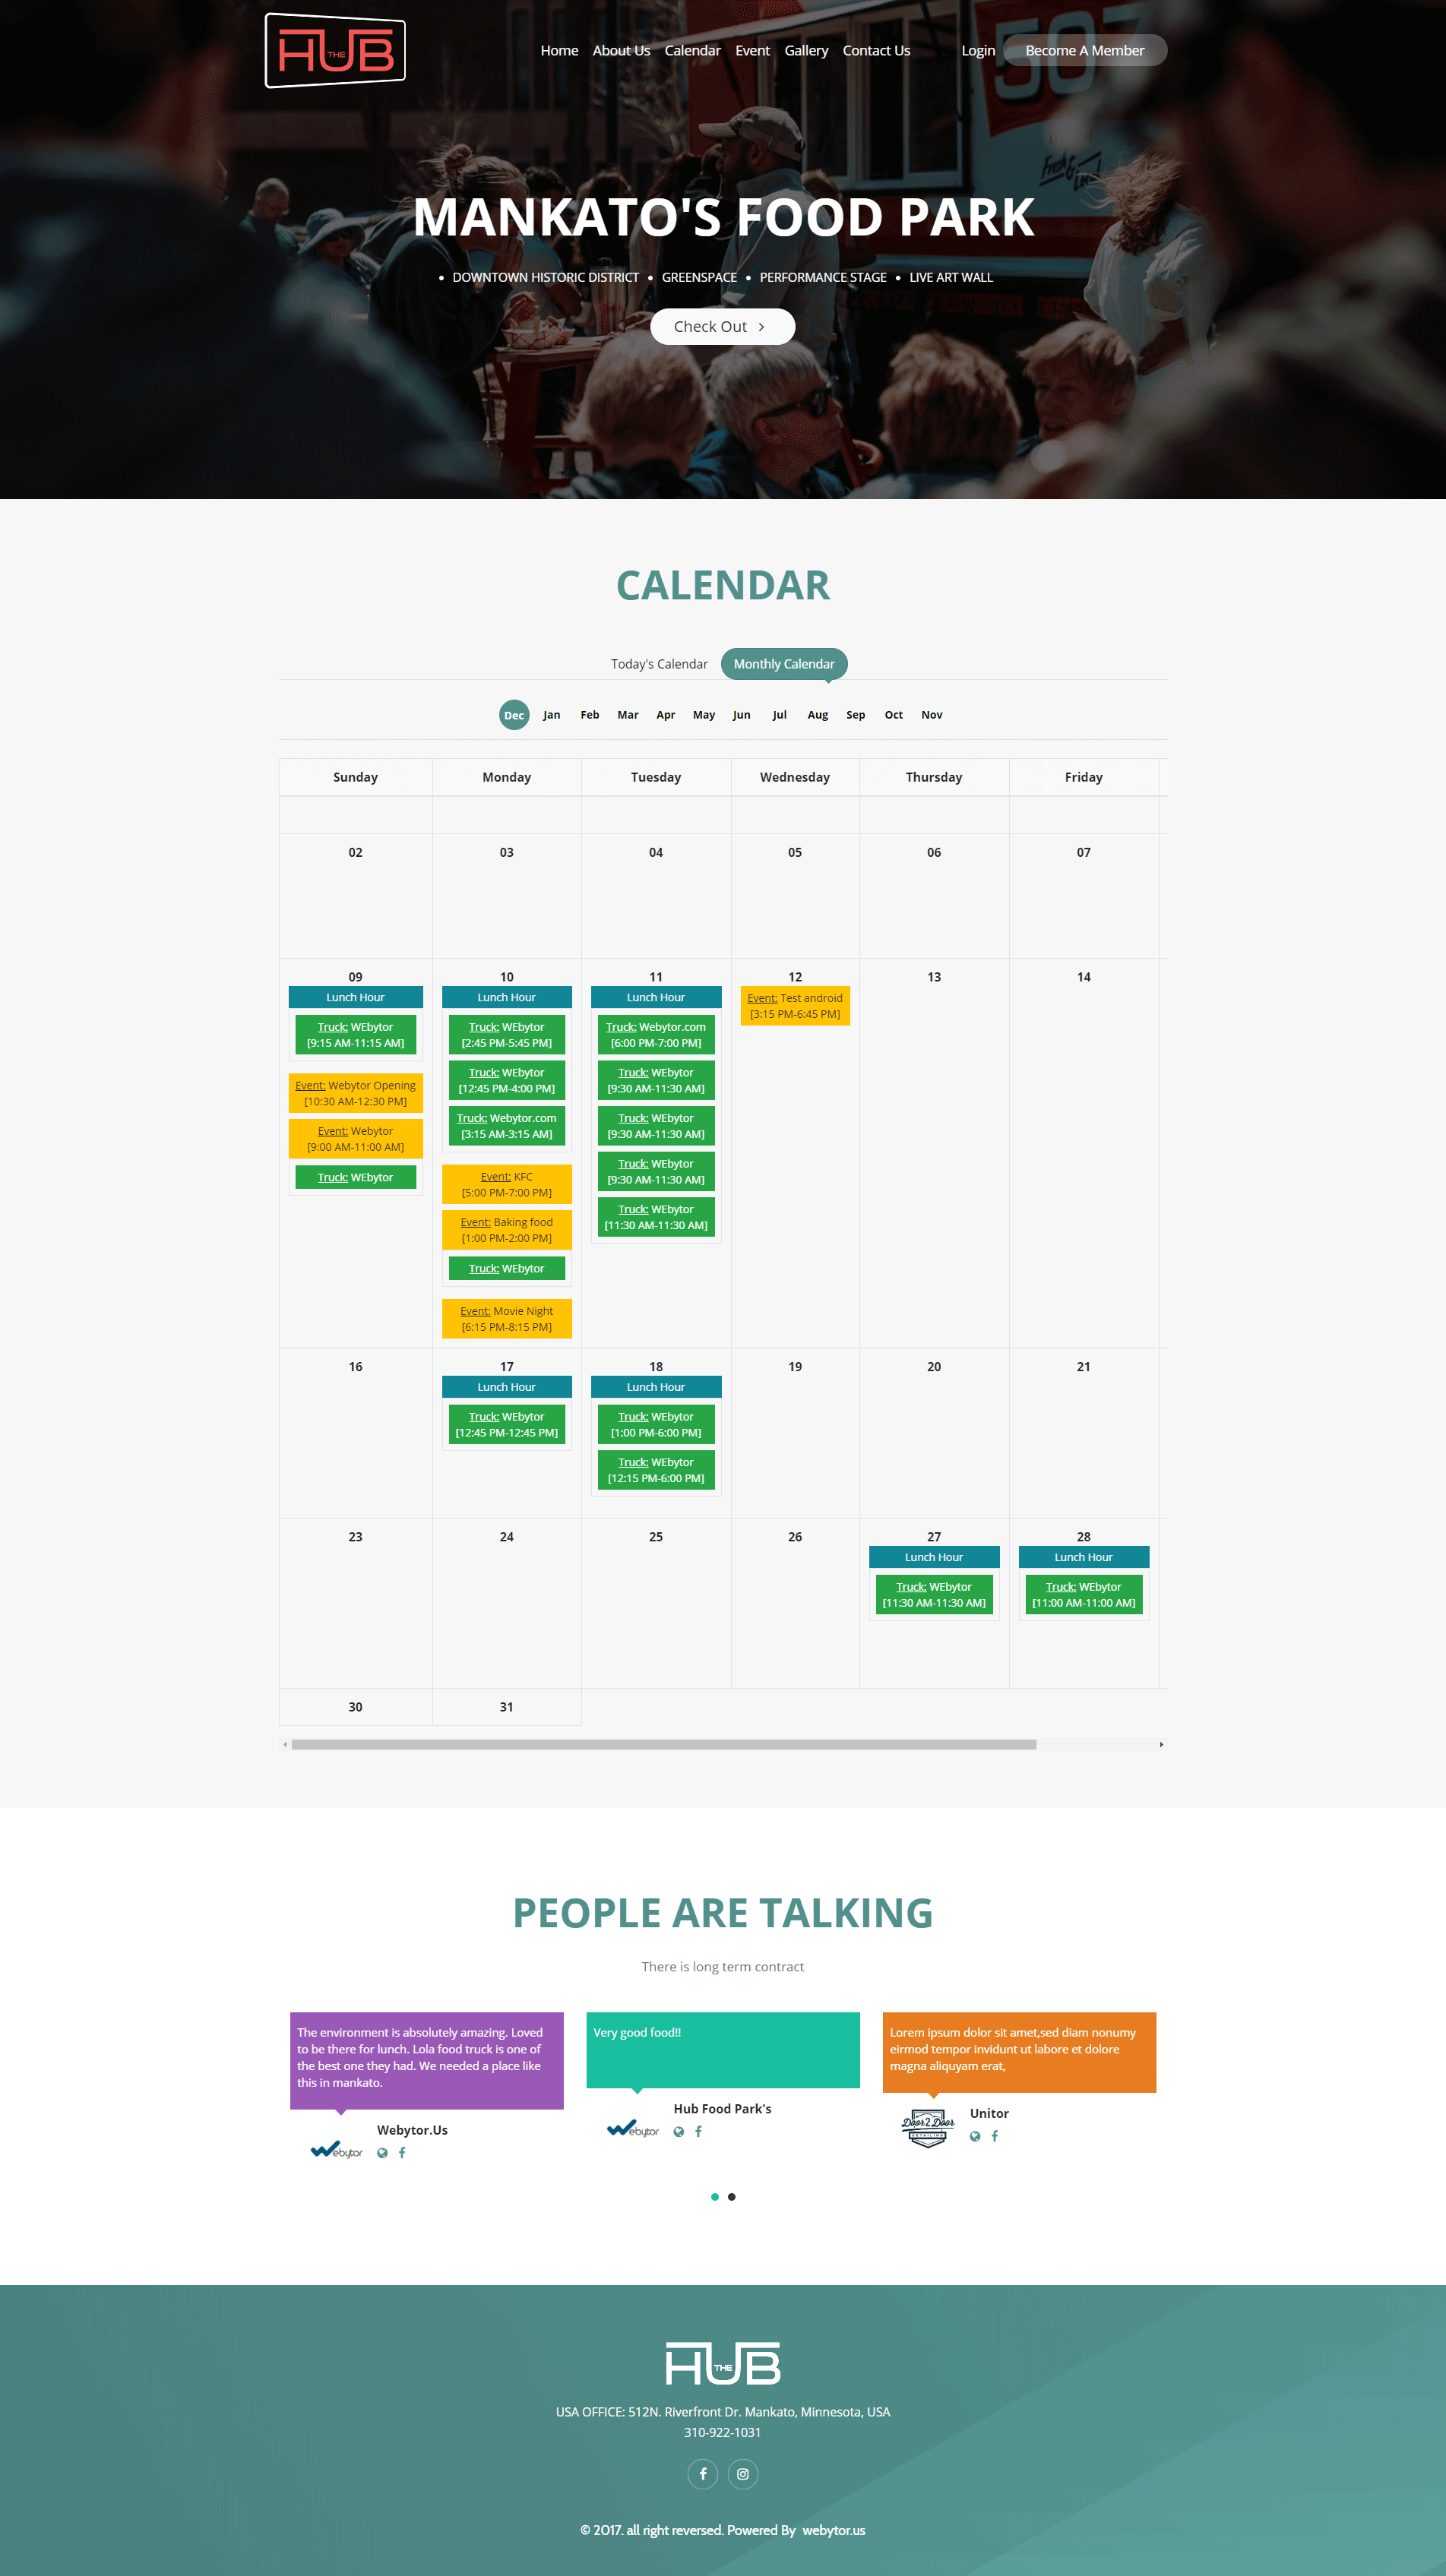 THE HUB
Home About Us Calendar Event Gallery Contact Us Login Become A Member
507
Fresh & Local
MANKATO'S FOOD PARK
• DOWNTOWN HISTORIC DISTRICT • GREENSPACE • PERFORMANCE STAGE • LIVE ART WALL
Check Out >
CALENDAR
Today's Calendar Monthly Calendar
Dec Jan Feb Mar Apr May Jun Jul Aug Sep Oct Nov
Sunday Monday Tuesday Wednesday Thursday Friday
02 03 04 05 06 07
09
Lunch Hour
Truck: WEbytor
[9:15 AM-11:15 AM]
Event: Webytor Opening
[10:30 AM-12:30 PM]
Event: Webytor
[9:00 AM-11:00 AM]
Truck: WEbytor
10
Lunch Hour
Truck: WEbytor
[2:45 PM-5:45 PM]
Truck: WEbytor
[12:45 PM-4:00 PM]
Truck: Webytor.com
[3:15 AM-3:15 AM]
Event: KFC
[5:00 PM-7:00 PM]
Event: Baking food
[1:00 PM-2:00 PM]
Truck: WEbytor
Event: Movie Night
[6:15 PM-8:15 PM]
11
Lunch Hour
Truck: Webytor.com
[6:00 PM-7:00 PM]
Truck: WEbytor
[9:30 AM-11:30 AM]
Truck: WEbytor
[9:30 AM-11:30 AM]
Truck: WEbytor
[9:30 AM-11:30 AM]
Truck: WEbytor
[11:30 AM-11:30 AM]
12
Event: Test android
[3:15 PM-6:45 PM]
13
14
16
17
Lunch Hour
Truck: WEbytor
[12:45 PM-12:45 PM]
18
Lunch Hour
Truck: WEbytor
[1:00 PM-6:00 PM]
Truck: WEbytor
[12:15 PM-6:00 PM]
19
20
21
23
24
25
26
27
Lunch Hour
Truck: WEbytor
[11:30 AM-11:30 AM]
28
Lunch Hour
Truck: WEbytor
[11:00 AM-11:00 AM]
30 31
PEOPLE ARE TALKING
There is long term contract
The environment is absolutely amazing. Loved
to be there for lunch. Lola food truck is one of
the best one they had. We needed a place like
this in mankato.
Webytor
Webytor.Us
Very good food!!
Webytor
Hub Food Park's
Lorem ipsum dolor sit amet,sed diam nonumy
eirmod tempor invidunt ut labore et dolore
magna aliquyam erat,
Door2Door
DETAILING
Unitor
THE HUB
USA OFFICE: 512N. Riverfront Dr. Mankato, Minnesota, USA
310-922-1031
© 2017. all right reversed. Powered By webytor.us